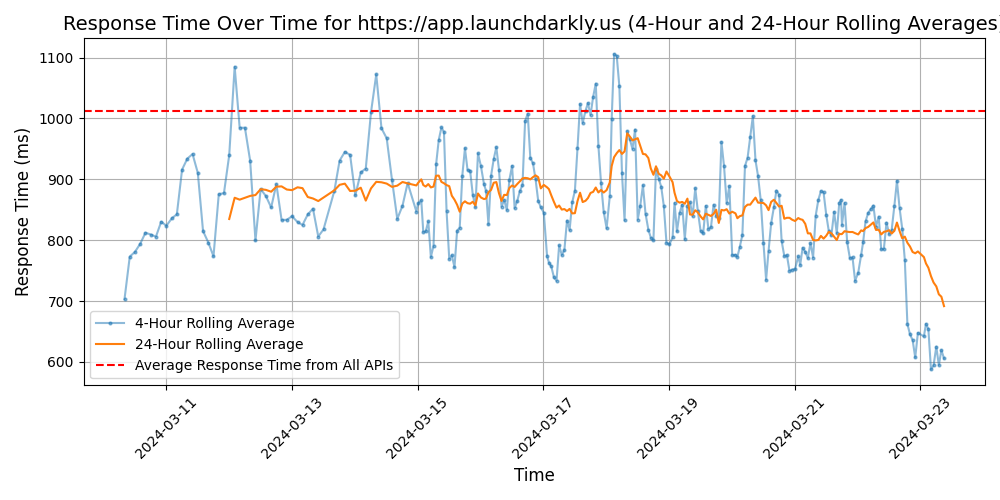 Response Time Over Time for https://app.launchdarkly.us (4-Hour and 24-Hour Rolling Averages)
Response Time (ms)
1100
1000
900
800
700
600
4-Hour Rolling Average
24-Hour Rolling Average
Average Response Time from All APIs
2024-03-11
2024-03-13
2024-03-15
2024-03-17
2024-03-19
2024-03-21
2024-03-23
Time